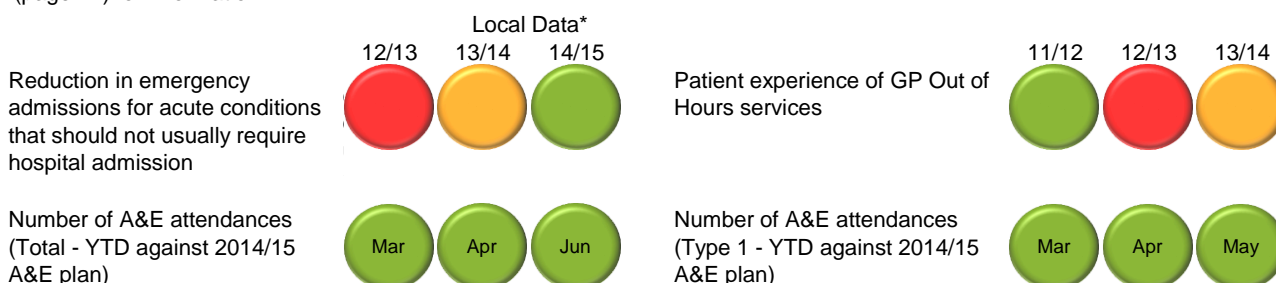 Local Data*
12/13 13/14 14/15
Reduction in emergency
admissions for acute conditions
that should not usually require
hospital admission
11/12 12/13 13/14
Patient experience of GP Out of
Hours services
Number of A&E attendances
(Total - YTD against 2014/15
A&E plan)
Mar Apr Jun
Number of A&E attendances
(Type 1 - YTD against 2014/15
A&E plan)
Mar Apr May